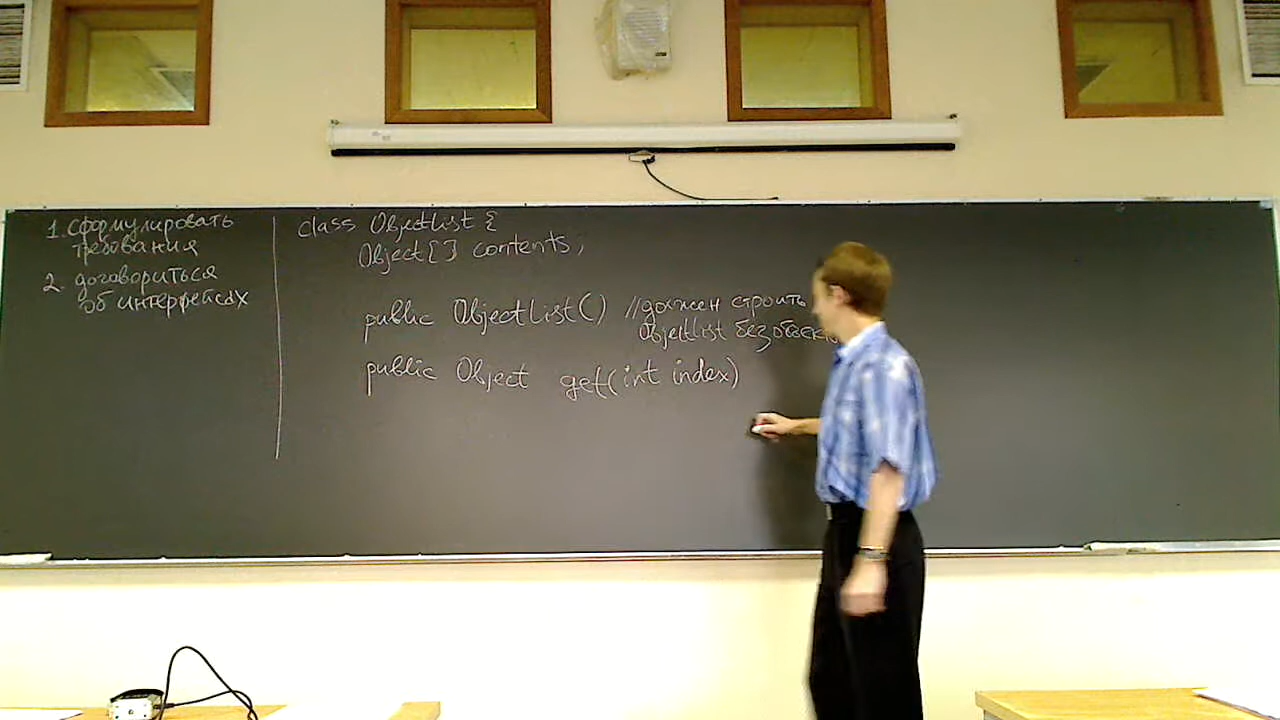 1. Сформулировать
требования
2. договориться
об интерфейсах
class ObjectList {
Object[] contents;
public ObjectList() //должен строить
ObjectList без объектов
public Object get(int index)